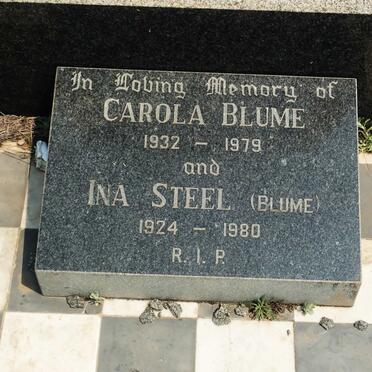 In Loving Memory of
CAROLA BLUME
1932 - 1979
and
INA STEEL (BLUME)
1924 - 1980
R.I.P.